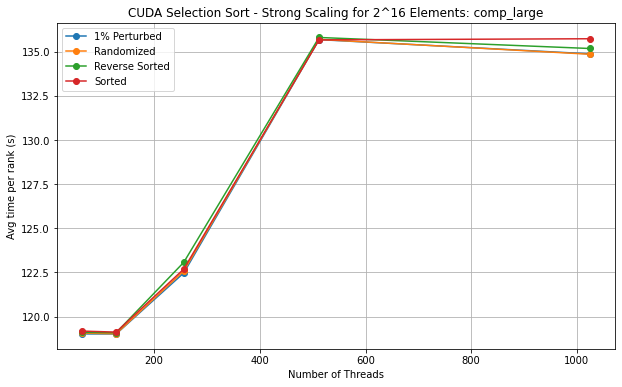 CUDA Selection Sort - Strong Scaling for 2^16 Elements: comp_large
1% Perturbed
Randomized
Reverse Sorted
Sorted
Avg time per rank (s)
135.0
132.5
130.0
127.5
125.0
122.5
120.0
200 400 600 800 1000
Number of Threads